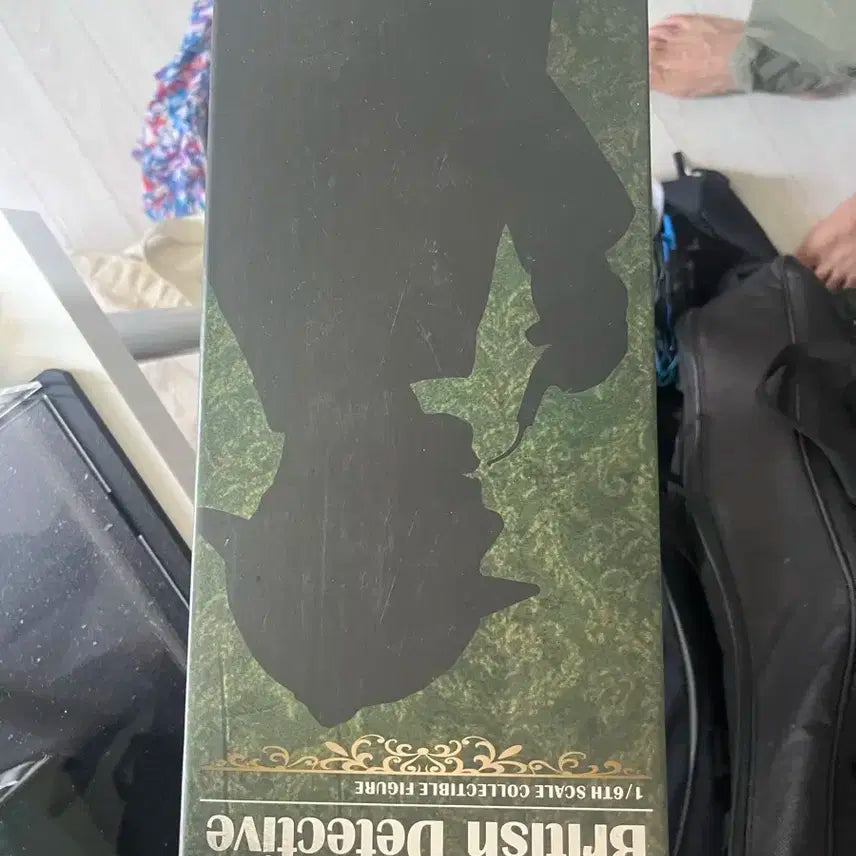 British Detective
1/6TH SCALE COLLECTIBLE FIGURE